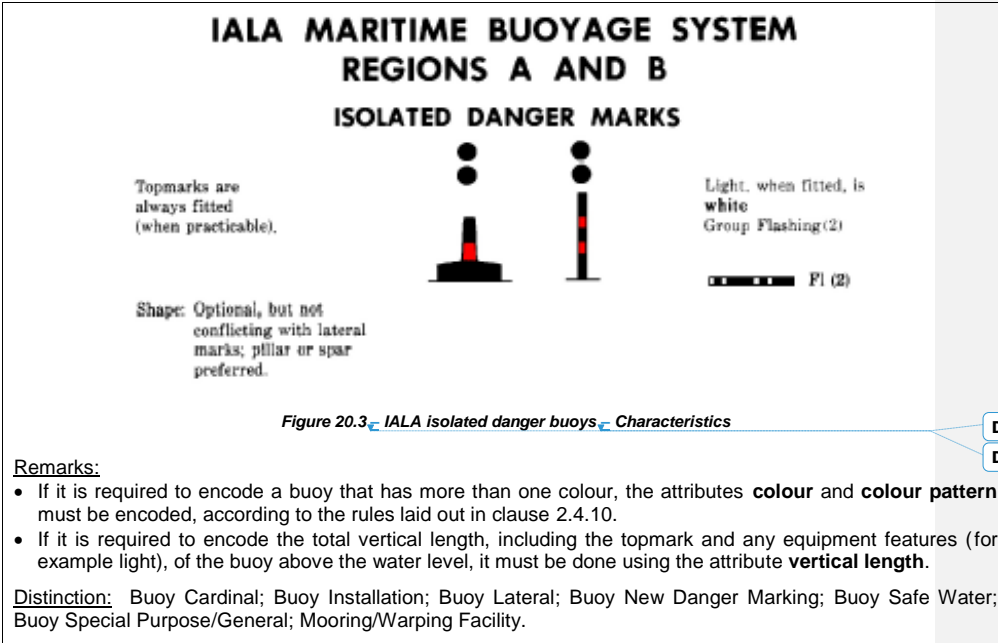 IALA MARITIME BUOYAGE SYSTEM
REGIONS A AND B
ISOLATED DANGER MARKS
Topmarks are
always fitted
(when practicable).
Light, when fitted, is
white
Group Flashing(2)
Fl (2)
Shape: Optional, but not
conflicting with lateral
marks; pillar or spar
preferred.
Figure 20.3 – IALA isolated danger buoys – Characteristics
D
D
Remarks:
• If it is required to encode a buoy that has more than one colour, the attributes colour and colour pattern
must be encoded, according to the rules laid out in clause 2.4.10.
• If it is required to encode the total vertical length, including the topmark and any equipment features (for
example light), of the buoy above the water level, it must be done using the attribute vertical length.
Distinction: Buoy Cardinal; Buoy Installation; Buoy Lateral; Buoy New Danger Marking; Buoy Safe Water;
Buoy Special Purpose/General; Mooring/Warping Facility.